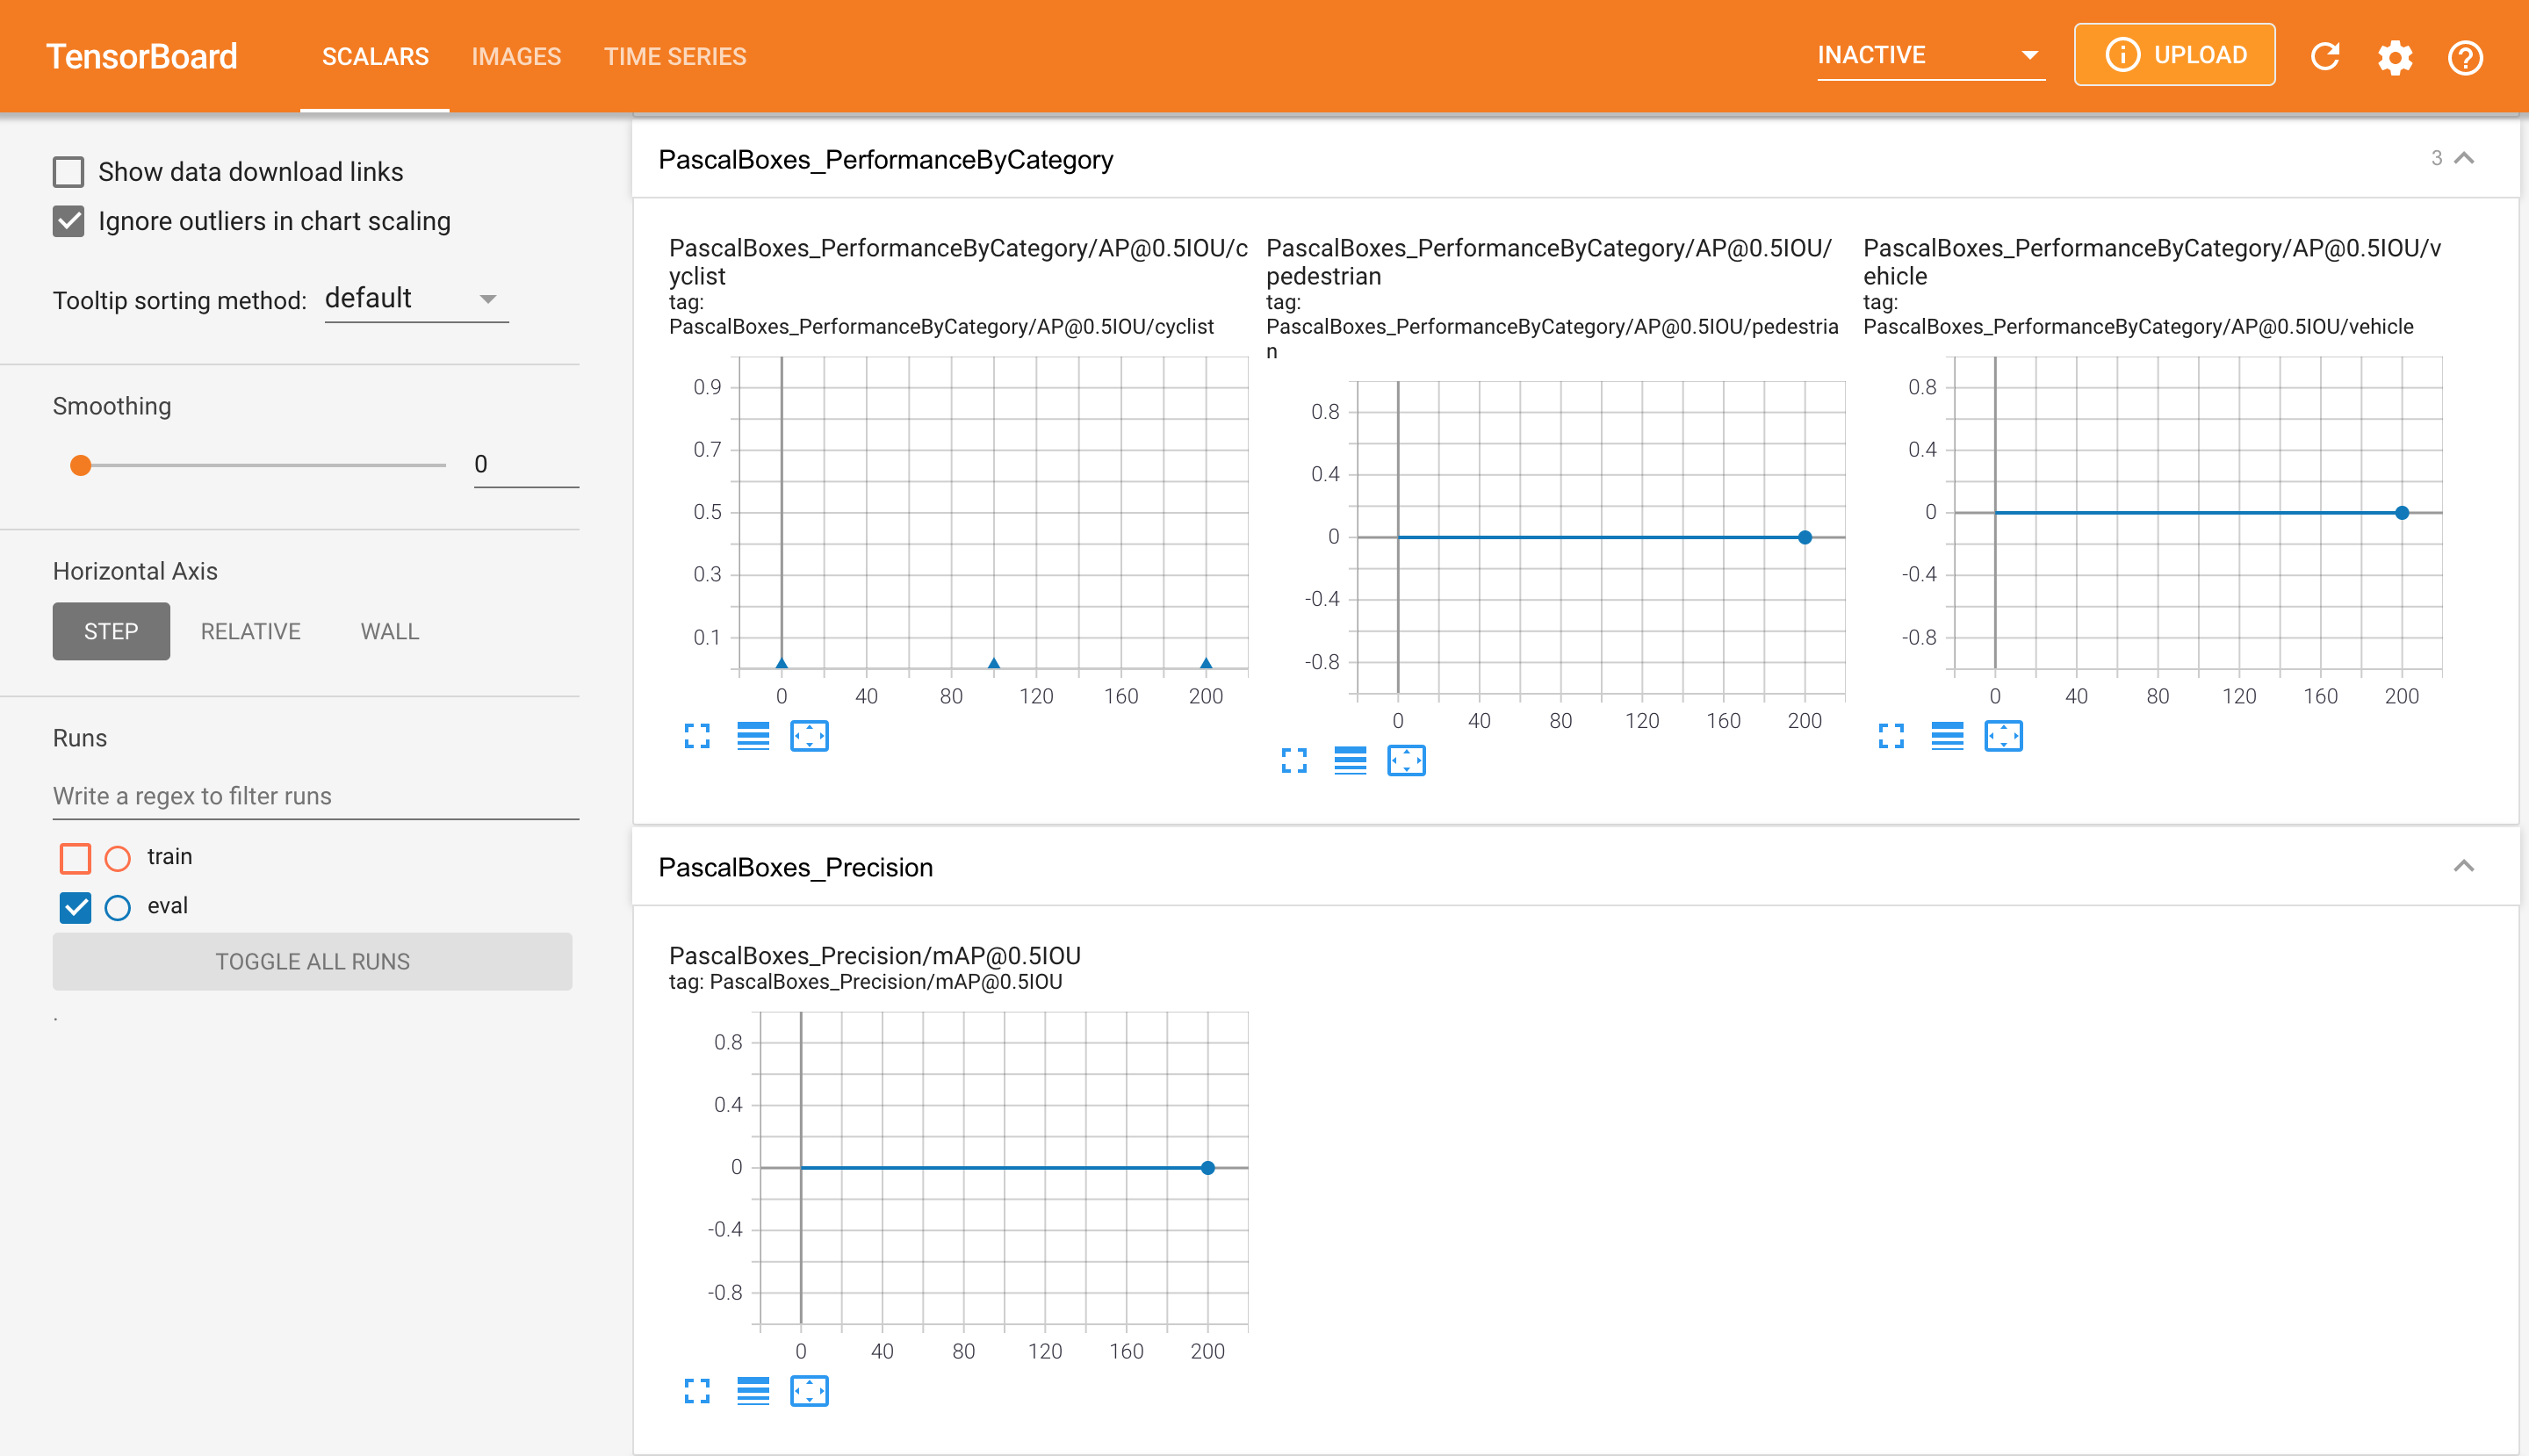 TensorBoard
SCALARS
IMAGES
TIME SERIES
INACTIVE
UPLOAD
Show data download links
Ignore outliers in chart scaling
Tooltip sorting method: default
Smoothing
0
Horizontal Axis
STEP
RELATIVE
WALL
Runs
Write a regex to filter runs
train
eval
TOGGLE ALL RUNS
.
PascalBoxes_PerformanceByCategory
3
PascalBoxes_PerformanceByCategory/AP@0.5IOU/c
yclist
tag:
PascalBoxes_PerformanceByCategory/AP@0.5IOU/cyclist
0.9
0.7
0.5
0.3
0.1
0 40 80 120 160 200
PascalBoxes_PerformanceByCategory/AP@0.5IOU/
pedestrian
tag:
PascalBoxes_PerformanceByCategory/AP@0.5IOU/pedestria
n
0.8
0.4
0
-0.4
-0.8
0 40 80 120 160 200
PascalBoxes_PerformanceByCategory/AP@0.5IOU/v
ehicle
tag:
PascalBoxes_PerformanceByCategory/AP@0.5IOU/vehicle
0.8
0.4
0
-0.4
-0.8
0 40 80 120 160 200
PascalBoxes_Precision
PascalBoxes_Precision/mAP@0.5IOU
tag: PascalBoxes_Precision/mAP@0.5IOU
0.8
0.4
0
-0.4
-0.8
0 40 80 120 160 200